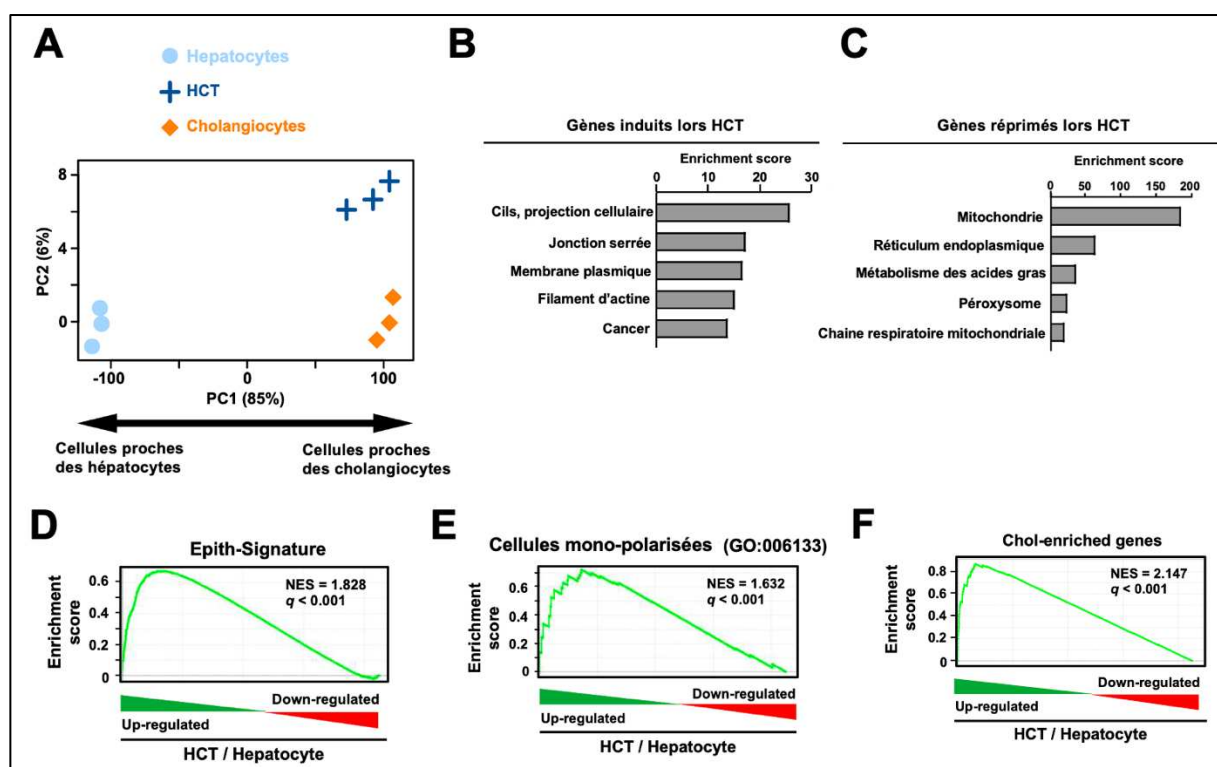 A
Hepatocytes
HCT
Cholangiocytes
8
4
0
PC2 (6%)
-100
0
100
PC1 (85%)
Cellules proches
des hépatocytes
Cellules proches
des cholangiocytes
B
Gènes induits lors HCT
Enrichment score
0 10 20 30
Cils, projection cellulaire
Jonction serrée
Membrane plasmique
Filament d'actine
Cancer
C
Gènes réprimés lors HCT
Enrichment score
0 50 100 150 200
Mitochondrie
Réticulum endoplasmique
Métabolisme des acides gras
Péroxysome
Chaine respiratoire mitochondriale
D
Epith-Signature
Enrichment
score
0.6
0.4
0.2
0
NES = 1.828
q < 0.001
Down-regulated
Up-regulated
HCT / Hepatocyte
E
Cellules mono-polarisées (GO:006133)
Enrichment
score
0.6
0.4
0.2
0
NES = 1.632
q < 0.001
Down-regulated
Up-regulated
HCT / Hepatocyte
F
Chol-enriched genes
Enrichment
score
0.8
0.6
0.4
0.2
0
NES = 2.147
q < 0.001
Down-regulated
Up-regulated
HCT / Hepatocyte